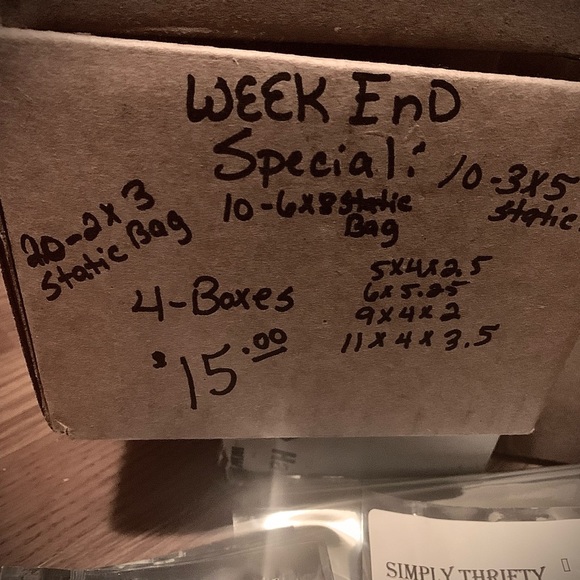 WEEK EnD
Special:
10-3x5
Static
20-2x3
Static Bag
10-6x8 Static
Bag
4-Boxes
$15.00
5x4x2.5
6x5.25
9x4x2
11x4x3.5
SIMPLY THRIFTY